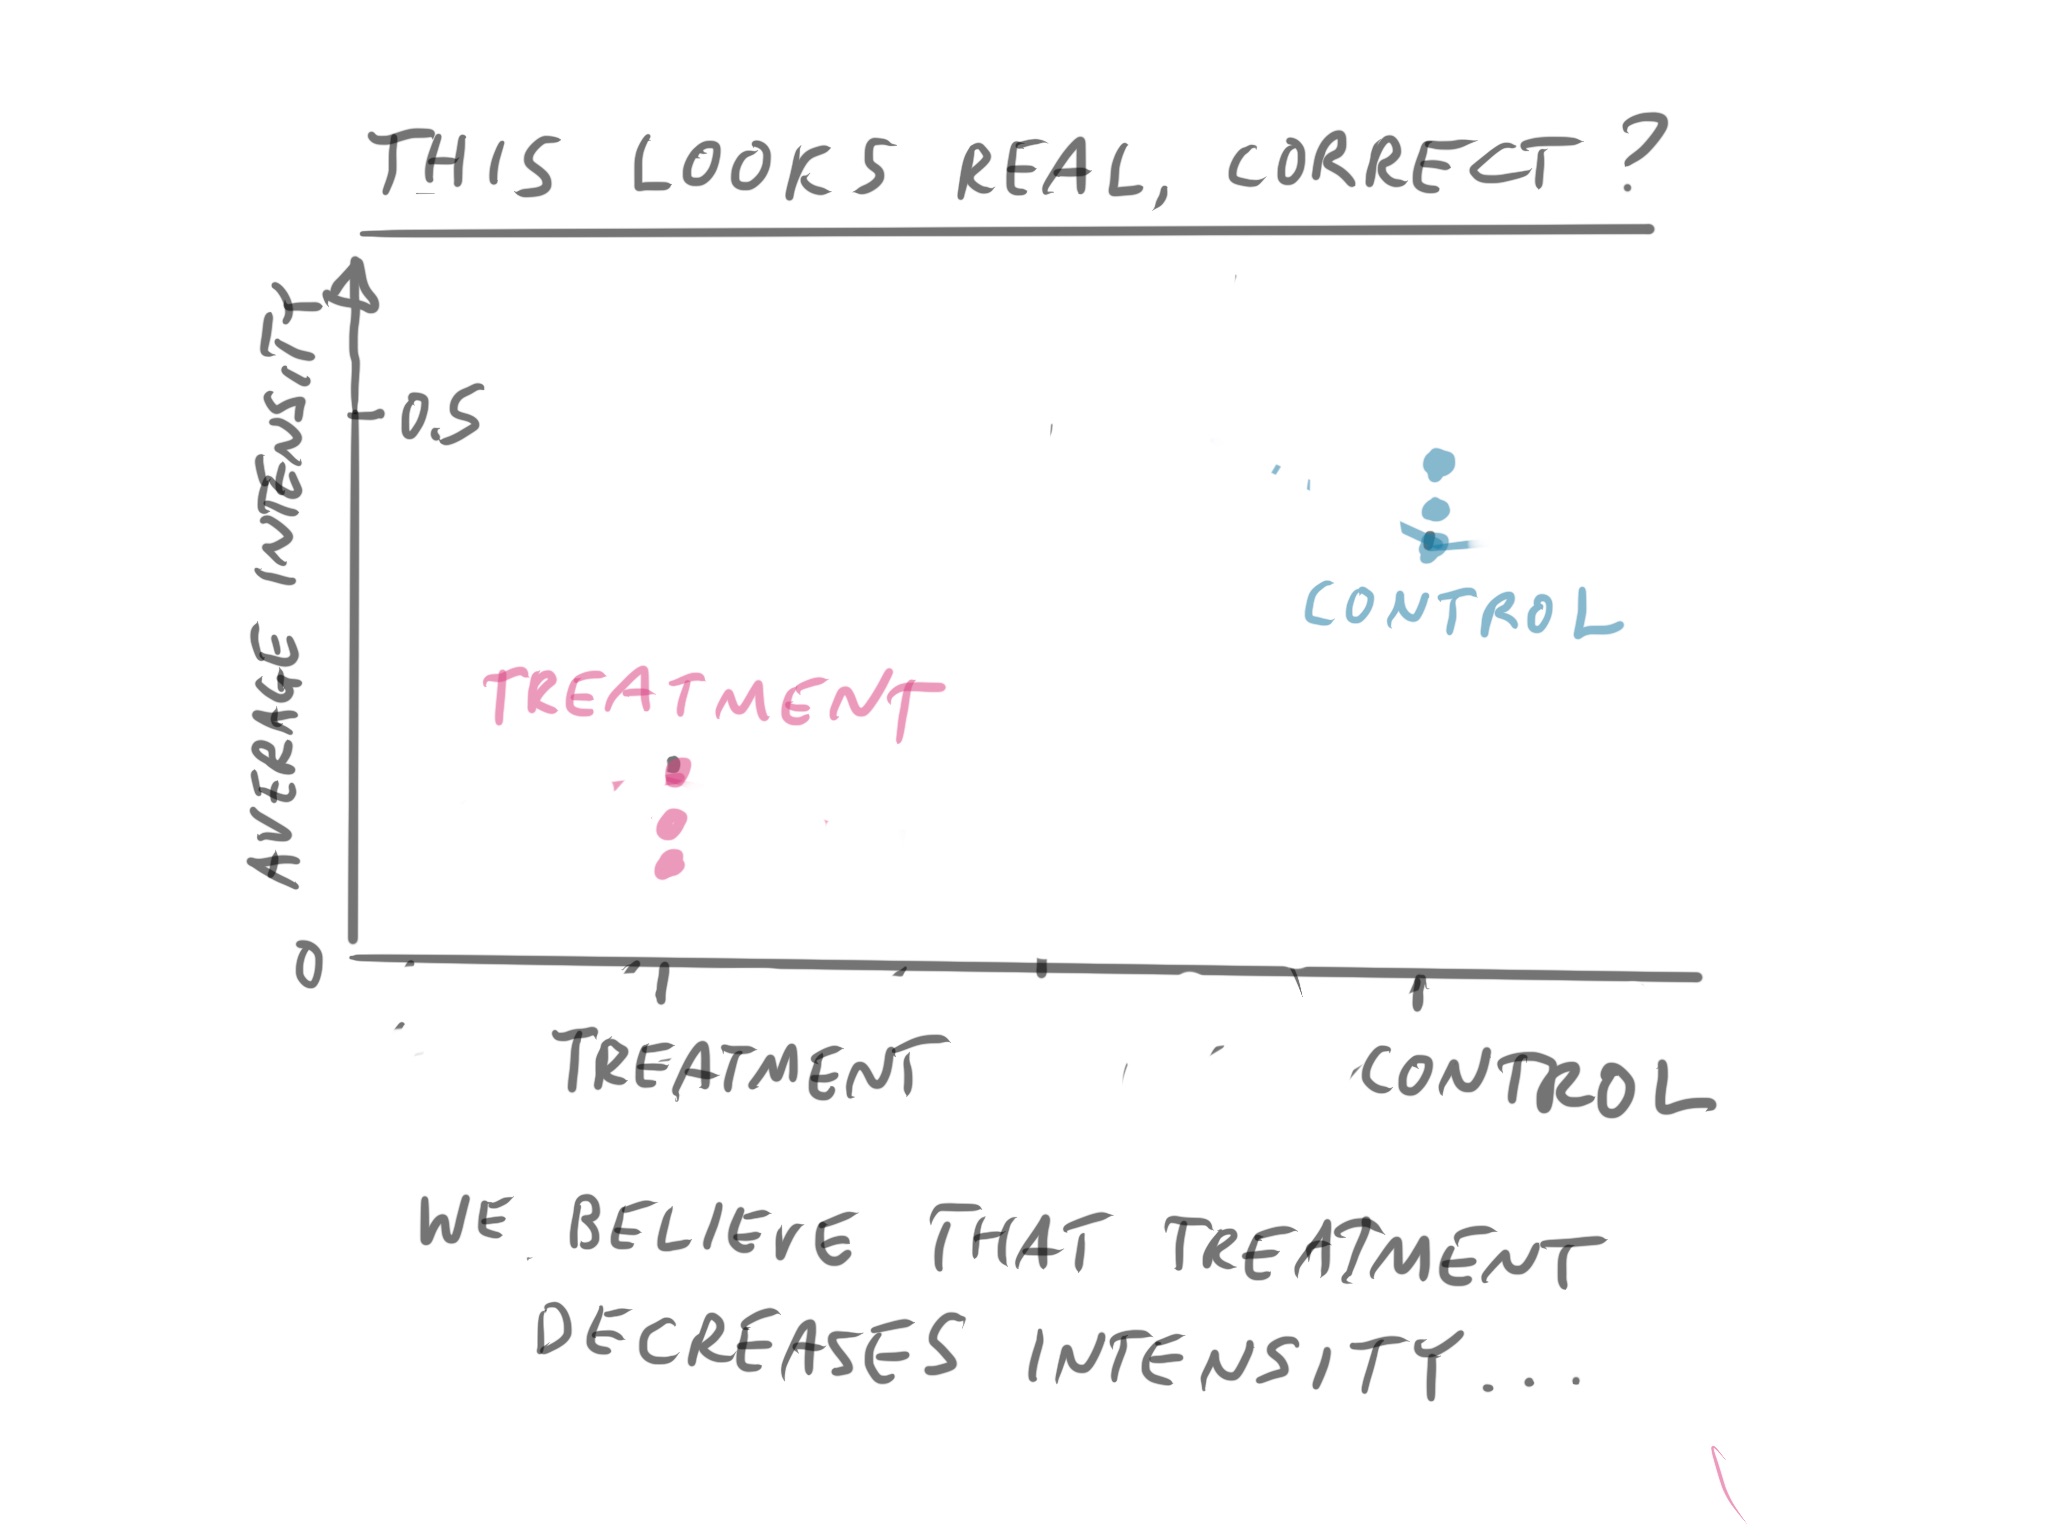 THIS LOOKS REAL, CORRECT?
AVERAGE INTENSITY
0.5
CONTROL
TREATMENT
0
TREATMENT
CONTROL
WE BELIEVE THAT TREATMENT
DECREASES INTENSITY...